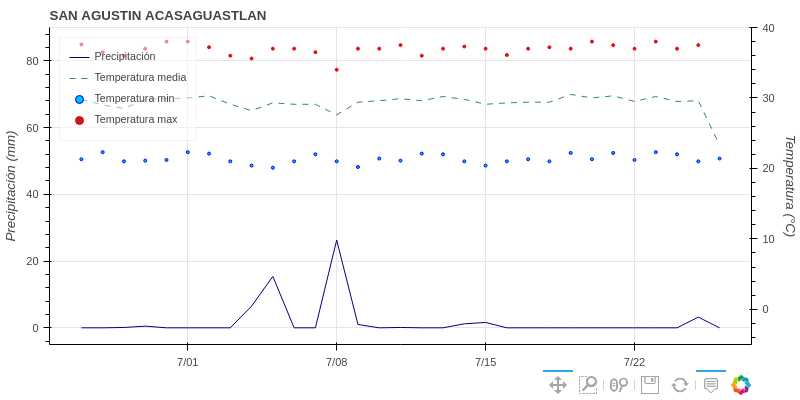 SAN AGUSTIN ACASAGUASTLAN
Precipitación
Temperatura media
Temperatura min
Temperatura max
Precipitación (mm)
80
60
40
20
0
Temperatura (°C)
40
30
20
10
0
7/01
7/08
7/15
7/22